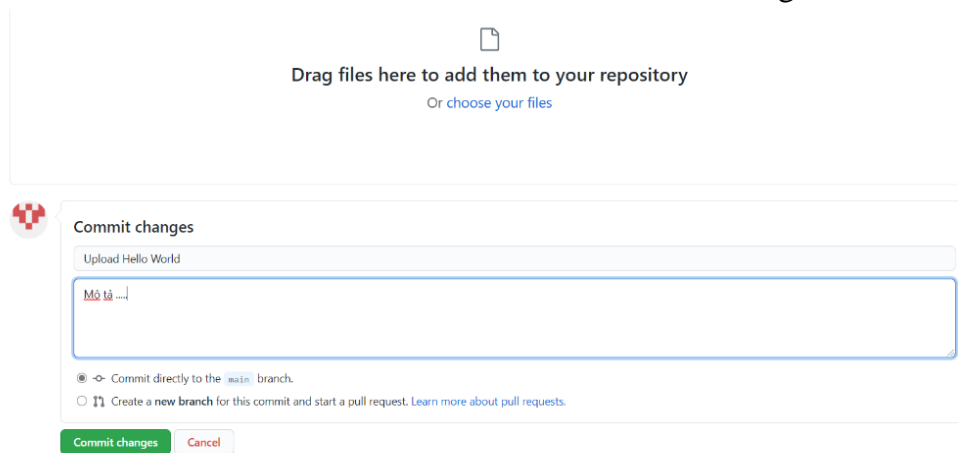 Drag files here to add them to your repository
Or choose your files
Commit changes
Upload Hello World
Mô tả ....
Commit directly to the main branch.
Create a new branch for this commit and start a pull request. Learn more about pull requests.
Commit changes Cancel